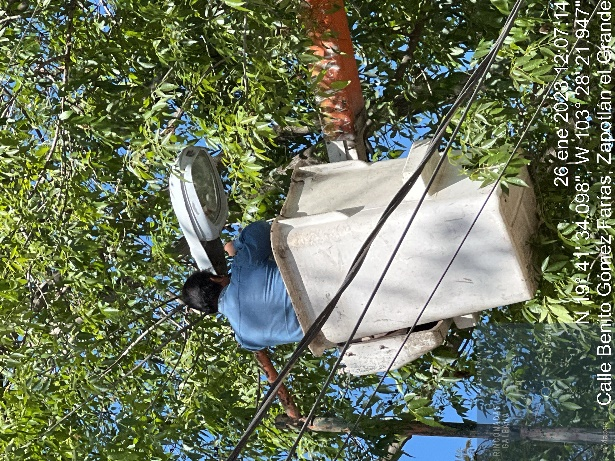 26 ene 2023 12:07:14
N 19° 41' 34.098", W 103° 28' 21.947"
Calle Benito Gómez Farías, Zapotlán el Grande